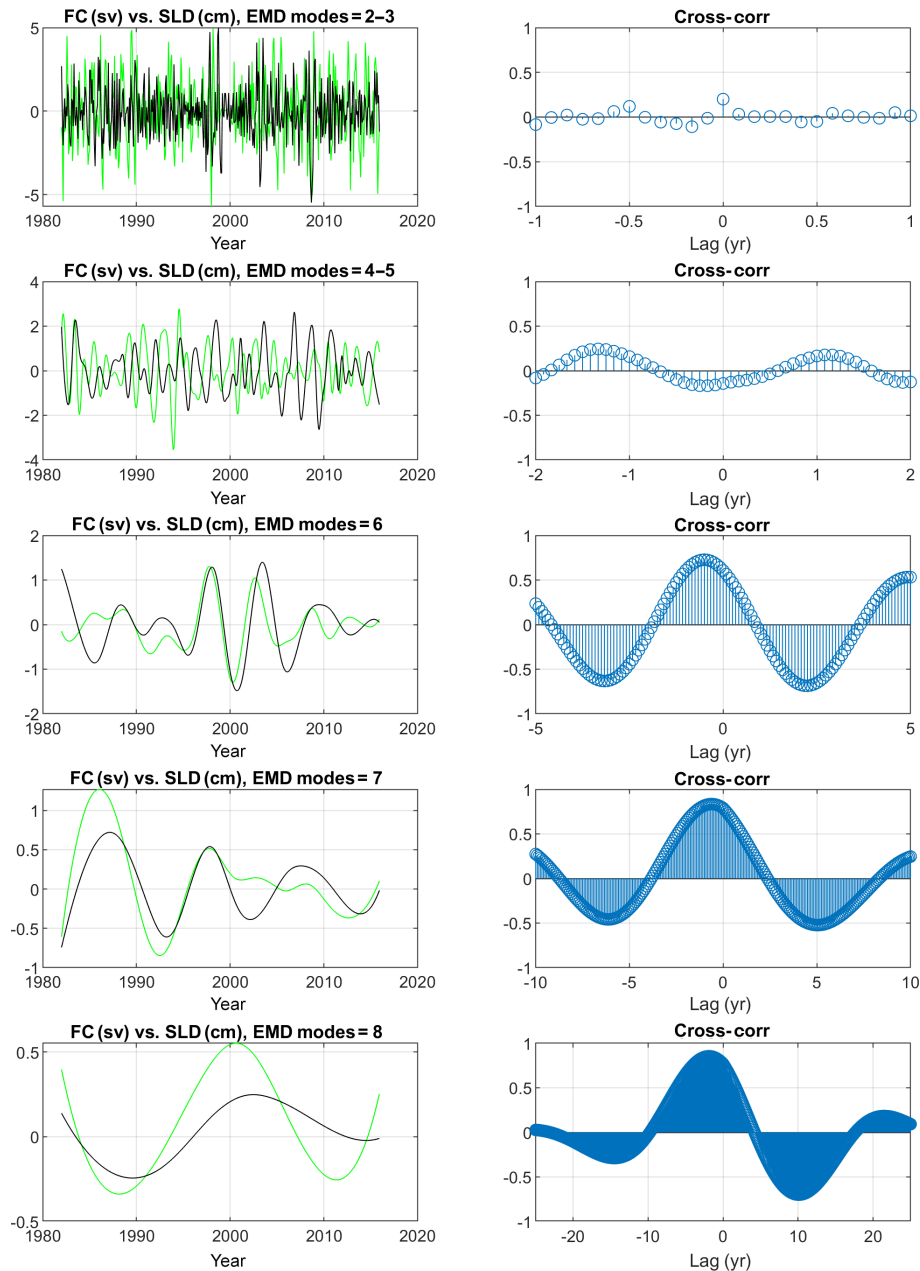 FC (sv) vs. SLD (cm), EMD modes = 2–3
5
0
-5
1980 1990 2000 2010 2020
Year
Cross-corr
1
0.5
0
-0.5
-1
-1 -0.5 0 0.5 1
Lag (yr)
FC (sv) vs. SLD (cm), EMD modes = 4–5
4
2
0
-2
-4
1980 1990 2000 2010 2020
Year
Cross-corr
1
0.5
0
-0.5
-1
-2 -1 0 1 2
Lag (yr)
FC (sv) vs. SLD (cm), EMD modes = 6
2
1
0
-1
-2
1980 1990 2000 2010 2020
Year
Cross-corr
1
0.5
0
-0.5
-1
-5 0 5
Lag (yr)
FC (sv) vs. SLD (cm), EMD modes = 7
1
0.5
0
-0.5
-1
1980 1990 2000 2010 2020
Year
Cross-corr
1
0.5
0
-0.5
-1
-10 -5 0 5 10
Lag (yr)
FC (sv) vs. SLD (cm), EMD modes = 8
0.5
0
-0.5
1980 1990 2000 2010 2020
Year
Cross-corr
1
0.5
0
-0.5
-1
-20 -10 0 10 20
Lag (yr)